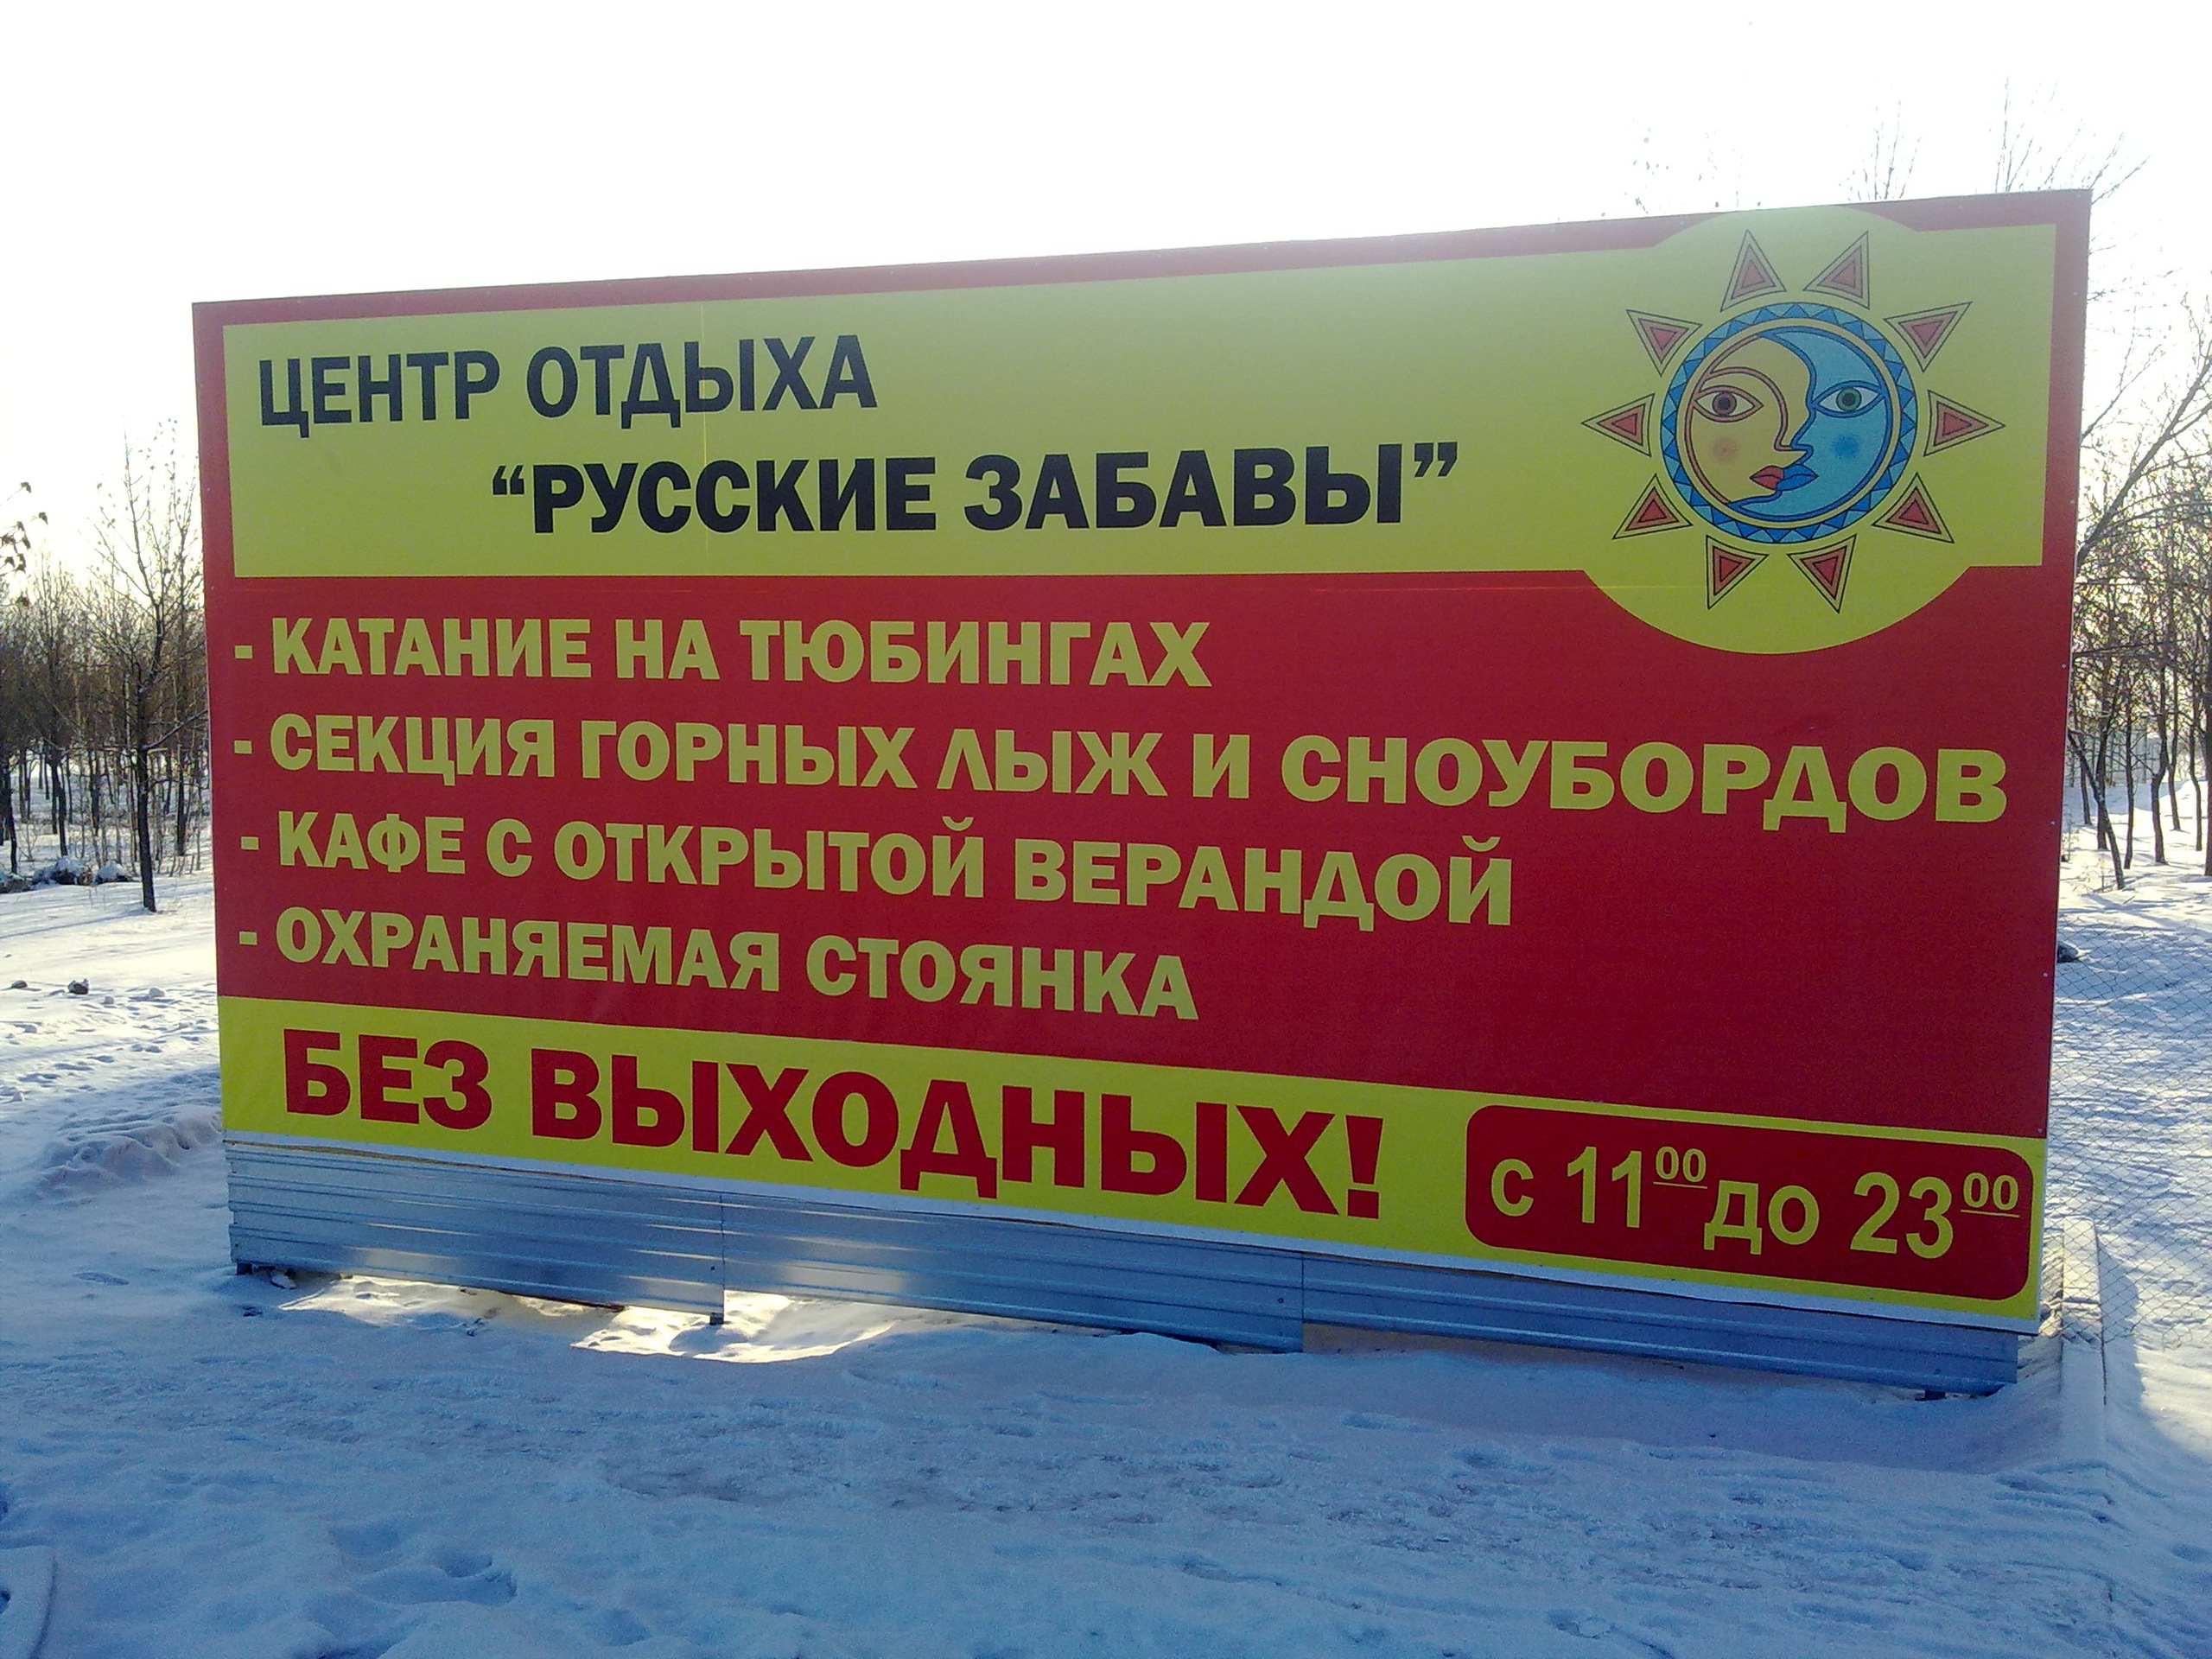 ЦЕНТР ОТДЫХА
“РУССКИЕ ЗАБАВЫ”
- КАТАНИЕ НА ТЮБИНГАХ
- СЕКЦИЯ ГОРНЫХ ЛЫЖ И СНОУБОРДОВ
- КАФЕ С ОТКРЫТОЙ ВЕРАНДОЙ
- ОХРАНЯЕМАЯ СТОЯНКА
БЕЗ ВЫХОДНЫХ! с 11⁰⁰ до 23⁰⁰